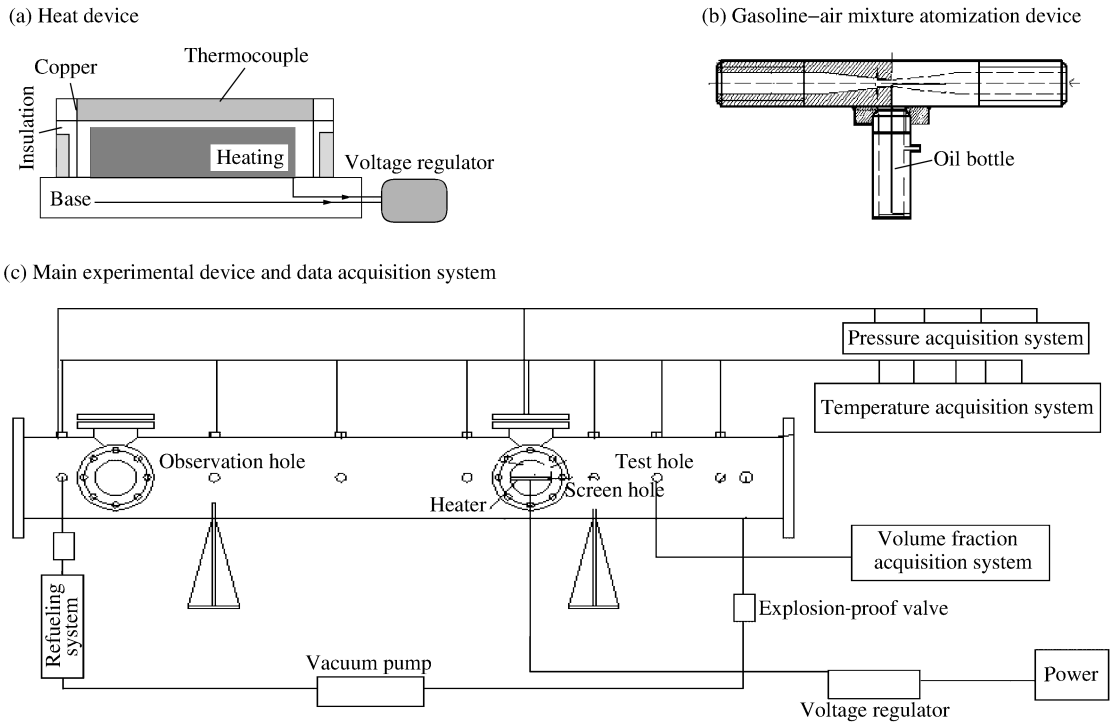 (a) Heat device
Thermocouple
Copper
Insulation
Heating
Voltage regulator
Base
(b) Gasoline–air mixture atomization device
Oil bottle
(c) Main experimental device and data acquisition system
Pressure acquisition system
Temperature acquisition system
Observation hole
Test hole
Screen hole
Heater
Volume fraction
acquisition system
Explosion-proof valve
Refueling
system
Vacuum pump
Power
Voltage regulator